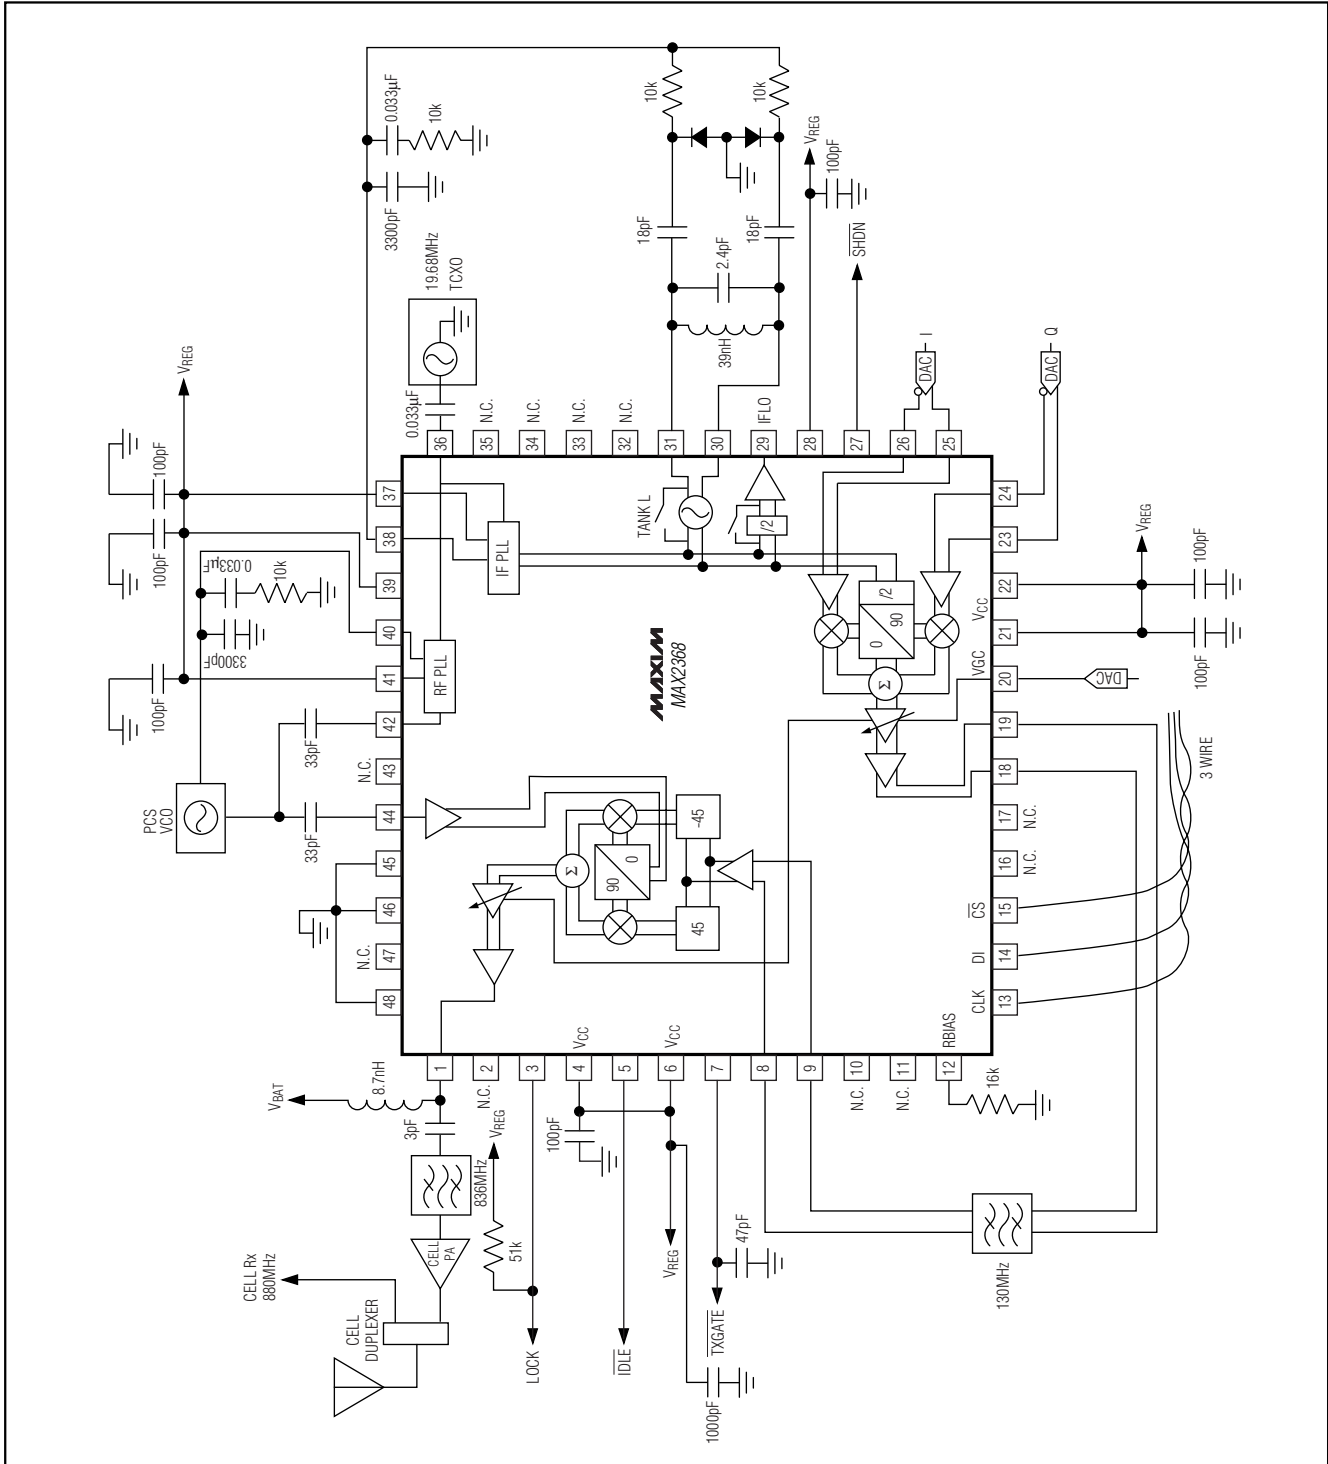 0.033µF
10k
3300pF
19.68MHz
TCXO
0.033µF
10k
10k
18pF
18pF
2.4pF
39nH
VREG
100pF
SHDN
DAC
I
DAC
Q
VREG
100pF
100pF
100pF
0.033µF
10k
3300pF
100pF
33pF
33pF
PCS
VCO
36
35
N.C.
34
N.C.
33
N.C.
32
N.C.
31
30
29
IFLO
28
27
26
25
37
38
39
40
41
42
43
N.C.
44
45
46
47
N.C.
48
24
23
22
21
20
19
18
17
N.C.
16
N.C.
15
14
13
VCC
VGC
CS
DI
CLK
RBIAS
IF PLL
RF PLL
TANK L
/2
/2
90
0
Σ
MAXIM
MAX2368
-45
45
90
0
Σ
VREG
100pF
100pF
DAC
3 WIRE
1
2
N.C.
3
4
VCC
5
6
VCC
7
8
9
10
N.C.
11
N.C.
12
16k
VBAT
8.7nH
3pF
836MHz
CELL
PA
VREG
51k
100pF
CELL Rx
880MHz
CELL
DUPLEXER
LOCK
IDLE
VREG
TXGATE
47pF
1000pF
130MHz